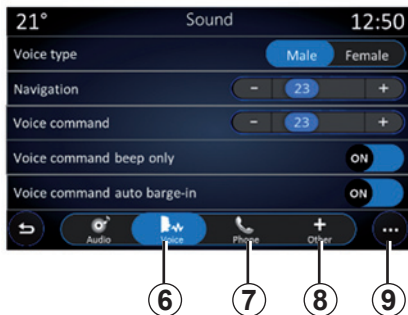 21° Sound 12:50
Voice type Male Female
Navigation - 23 +
Voice command - 23 +
Voice command beep only ON
Voice command auto barge-in ON
Audio Voice Phone Other ...
6 7 8 9